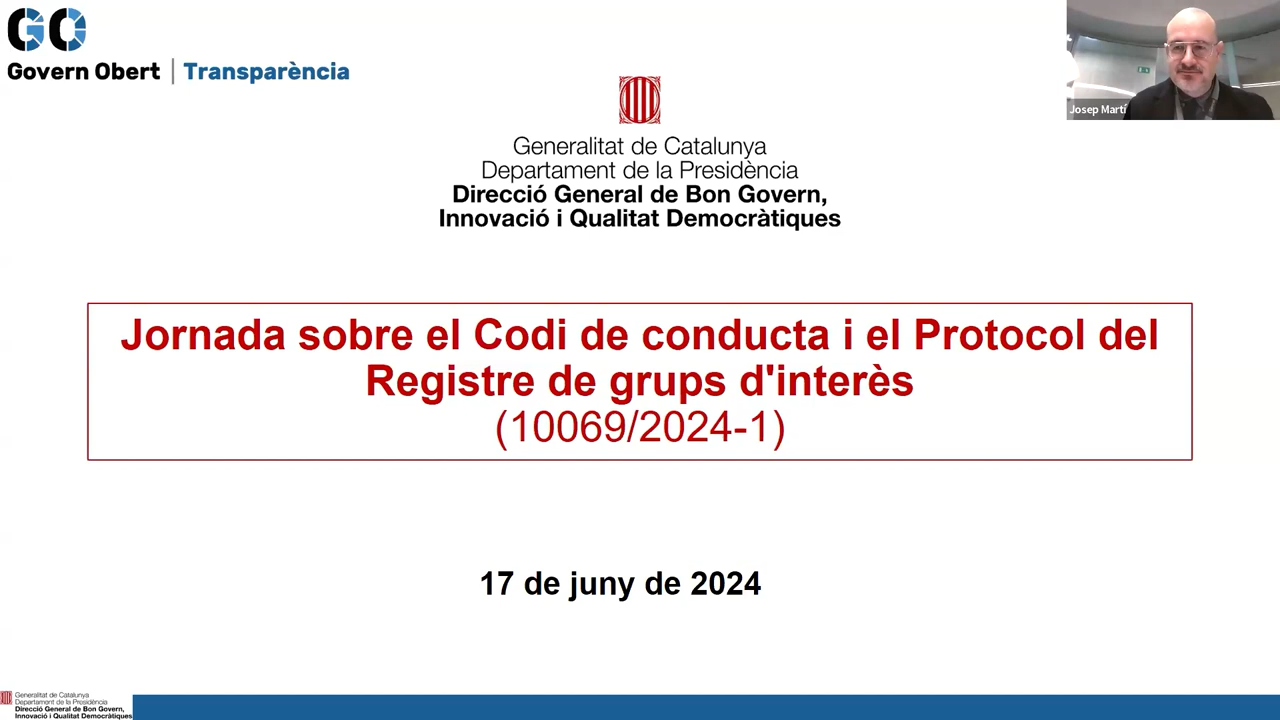 GO
Govern Obert | Transparència
Josep Martí
Generalitat de Catalunya
Departament de la Presidència
Direcció General de Bon Govern,
Innovació i Qualitat Democràtiques
Jornada sobre el Codi de conducta i el Protocol del
Registre de grups d'interès
(10069/2024-1)
17 de juny de 2024
Generalitat de Catalunya
Departament de la Presidència
Direcció General de Bon Govern,
Innovació i Qualitat Democràtiques